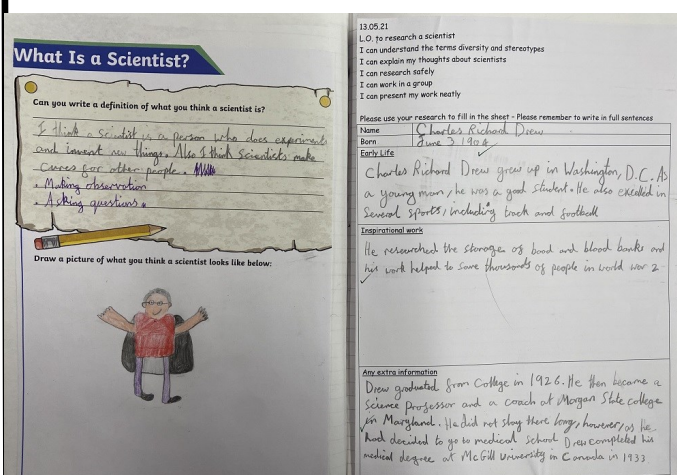 What Is a Scientist?
Can you write a definition of what you think a scientist is?
I think a scientist is a person who does experiments
and invent new things. Also I think Scientists make
cures for other people.
. Making observation
. Asking questions.
Draw a picture of what you think a scientist looks like below:
13.05.21
L.O. to research a scientist
I can understand the terms diversity and stereotypes
I can explain my thoughts about scientists
I can research safely
I can work in a group
I can present my work neatly
Please use your research to fill in the sheet - Please remember to write in full sentences
Name Charles Richard Drew
Born June 3 1904
Early Life
Charles Richard Drew grew up in Washington, D.C. As
a young man, he was a good student. He also excelled in
several sports, including track and football
Inspirational work
He researched the storage of bood and blood banks and
his work helped to save thousands of people in world war 2
Any extra information
Drew graduated from College in 1926. He then became a
Science professor and a coach at Morgan State college
in Maryland. He did not stay there long, however, as he
had decided to go to medical school Drew completed his
medical degree at McGill University in Canada in 1933